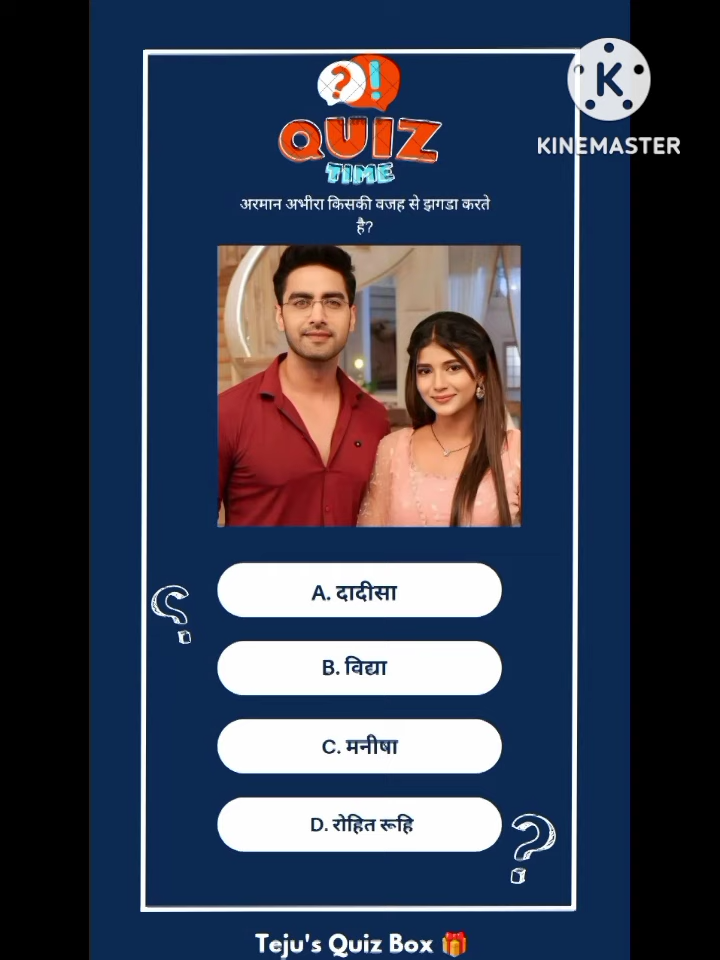 ?!
QUIZ
TIME
K
KINEMASTER
अरमान अभीरा किसकी वजह से झगडा करते
है?
A. दादीसा
B. विद्या
C. मनीषा
D. रोहित रूहि
?
?
Teju's Quiz Box 🎁